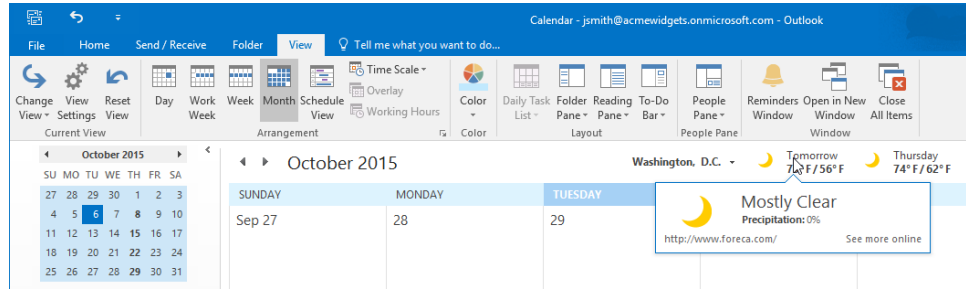 Calendar - jsmith@acmewidgets.onmicrosoft.com - Outlook
File Home Send / Receive Folder View Tell me what you want to do...
Change View View Settings Reset View
Current View
Day Work Week Week Month Schedule View
Time Scale
Overlay
Working Hours
Arrangement
Color
Color
Daily Task List Folder Pane Reading Pane To-Do Bar
Layout
People Pane
People Pane
Reminders Window Open in New Window Close All Items
Window
October 2015
SU MO TU WE TH FR SA
27 28 29 30 1 2 3
4 5 6 7 8 9 10
11 12 13 14 15 16 17
18 19 20 21 22 23 24
25 26 27 28 29 30 31
October 2015
Washington, D.C.
Tomorrow
F / 56° F
Thursday
74° F / 62° F
SUNDAY MONDAY TUESDAY
Sep 27 28 29
Mostly Clear
Precipitation: 0%
http://www.foreca.com/ See more online